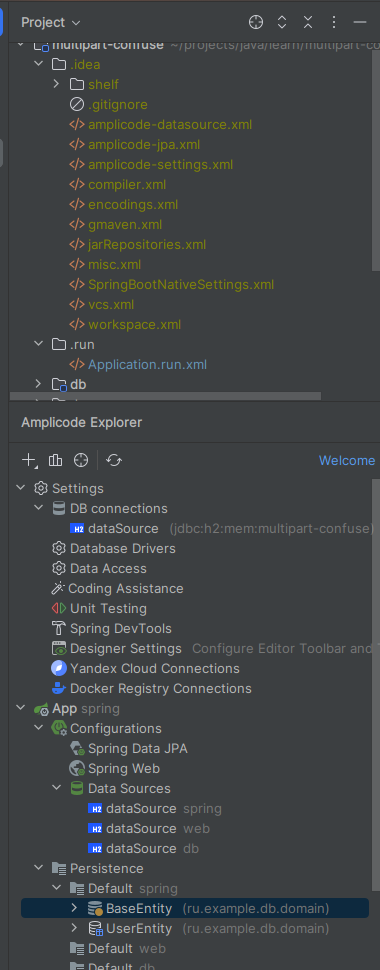 Project
multipart-confuse ~/projects/java/learn/multipart-co
.idea
shelf
.gitignore
amplicode-datasource.xml
amplicode-jpa.xml
amplicode-settings.xml
compiler.xml
encodings.xml
gmaven.xml
jarRepositories.xml
misc.xml
SpringBootNativeSettings.xml
vcs.xml
workspace.xml
.run
Application.run.xml
db
Amplicode Explorer
Welcome
Settings
DB connections
H2 dataSource (jdbc:h2:mem:multipart-confuse)
Database Drivers
Data Access
Coding Assistance
Unit Testing
Spring DevTools
Designer Settings Configure Editor Toolbar and
Yandex Cloud Connections
Docker Registry Connections
App spring
Configurations
Spring Data JPA
Spring Web
Data Sources
H2 dataSource spring
H2 dataSource web
H2 dataSource db
Persistence
Default spring
BaseEntity (ru.example.db.domain)
UserEntity (ru.example.db.domain)
Default web
Default db